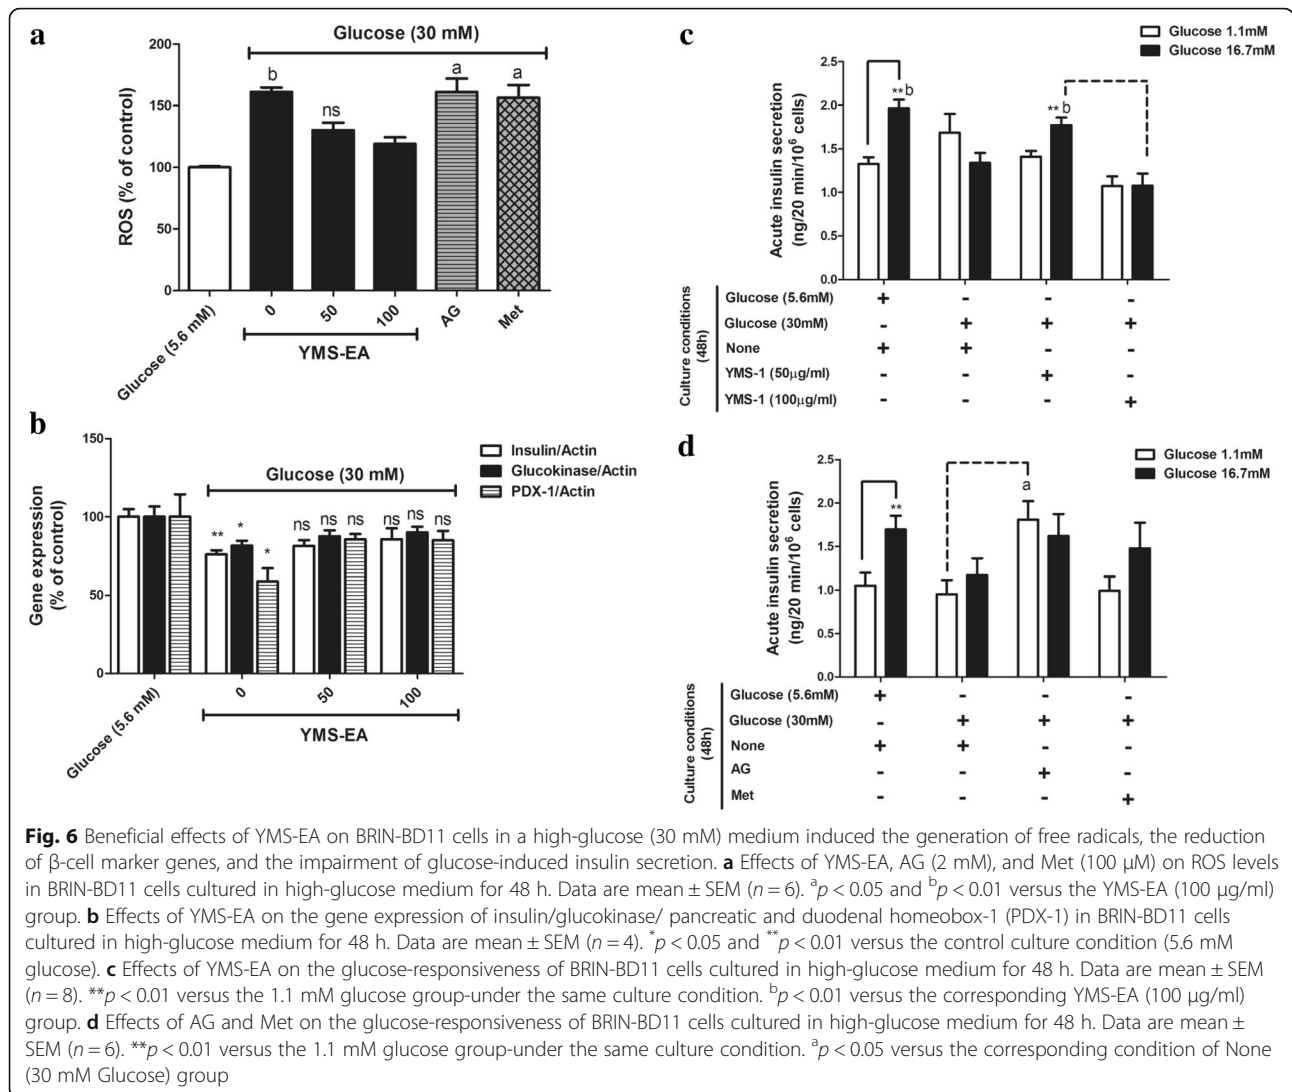 a
Glucose (30 mM)
200
150
100
50
0
ROS (% of control)
b
ns
a
a
Glucose (5.6 mM)
0
50
100
AG
Met
YMS-EA
b
150
100
50
0
Gene expression
(% of control)
Insulin/Actin
Glucokinase/Actin
PDX-1/Actin
Glucose (30 mM)
** * *
ns ns ns
ns ns ns
Glucose (5.6 mM)
0
50
100
YMS-EA
c
Glucose 1.1mM
Glucose 16.7mM
2.5
2.0
1.5
1.0
0.5
0.0
Acute insulin secretion
(ng/20 min/10⁶ cells)
**b
**b
Culture conditions
(48h)
Glucose (5.6mM) + - - -
Glucose (30mM) - + + +
None + + - -
YMS-1 (50µg/ml) - - + -
YMS-1 (100µg/ml) - - - +
d
Glucose 1.1mM
Glucose 16.7mM
2.5
2.0
1.5
1.0
0.5
0.0
Acute insulin secretion
(ng/20 min/10⁶ cells)
**
a
Culture conditions
(48h)
Glucose (5.6mM) + - - -
Glucose (30mM) - + + +
None + + - -
AG - - + -
Met - - - +
Fig. 6 Beneficial effects of YMS-EA on BRIN-BD11 cells in a high-glucose (30 mM) medium induced the generation of free radicals, the reduction
of β-cell marker genes, and the impairment of glucose-induced insulin secretion. a Effects of YMS-EA, AG (2 mM), and Met (100 µM) on ROS levels
in BRIN-BD11 cells cultured in high-glucose medium for 48 h. Data are mean ± SEM (n = 6). ᵃp < 0.05 and ᵇp < 0.01 versus the YMS-EA (100 µg/ml)
group. b Effects of YMS-EA on the gene expression of insulin/glucokinase/ pancreatic and duodenal homeobox-1 (PDX-1) in BRIN-BD11 cells
cultured in high-glucose medium for 48 h. Data are mean ± SEM (n = 4). *p < 0.05 and **p < 0.01 versus the control culture condition (5.6 mM
glucose). c Effects of YMS-EA on the glucose-responsiveness of BRIN-BD11 cells cultured in high-glucose medium for 48 h. Data are mean ± SEM
(n = 8). **p < 0.01 versus the 1.1 mM glucose group-under the same culture condition. ᵇp < 0.01 versus the corresponding YMS-EA (100 µg/ml)
group. d Effects of AG and Met on the glucose-responsiveness of BRIN-BD11 cells cultured in high-glucose medium for 48 h. Data are mean ±
SEM (n = 6). **p < 0.01 versus the 1.1 mM glucose group-under the same culture condition. ᵃp < 0.05 versus the corresponding condition of None
(30 mM Glucose) group